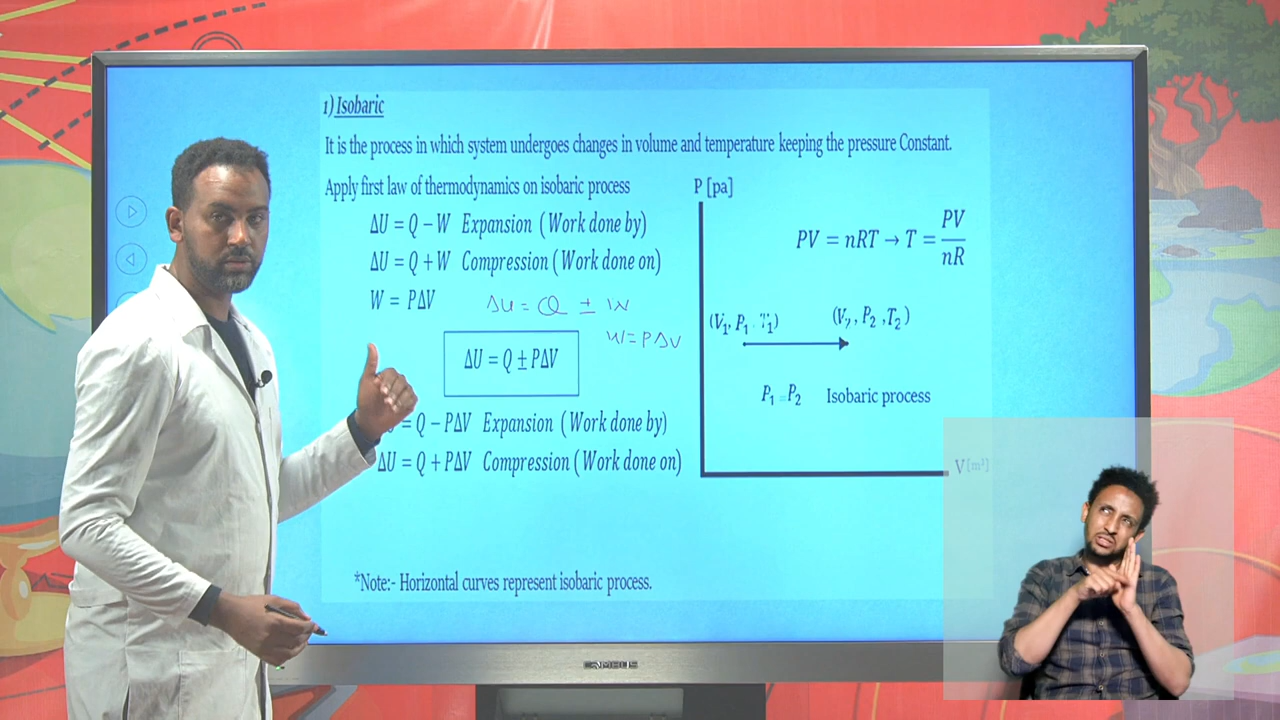 1) Isobaric
It is the process in which system undergoes changes in volume and temperature keeping the pressure Constant.
Apply first law of thermodynamics on isobaric process
ΔU = Q − W Expansion (Work done by)
ΔU = Q + W Compression (Work done on)
W = PΔV
ΔU = Q ± W
W = PΔV
ΔU = Q ± PΔV
= Q − PΔV Expansion (Work done by)
ΔU = Q + PΔV Compression (Work done on)
*Note:- Horizontal curves represent isobaric process.
P [pa]
PV = nRT → T = PV/nR
(V₁, P₁ T₁)
(V₂, P₂ ,T₂)
P₁ = P₂ Isobaric process
V[m³]